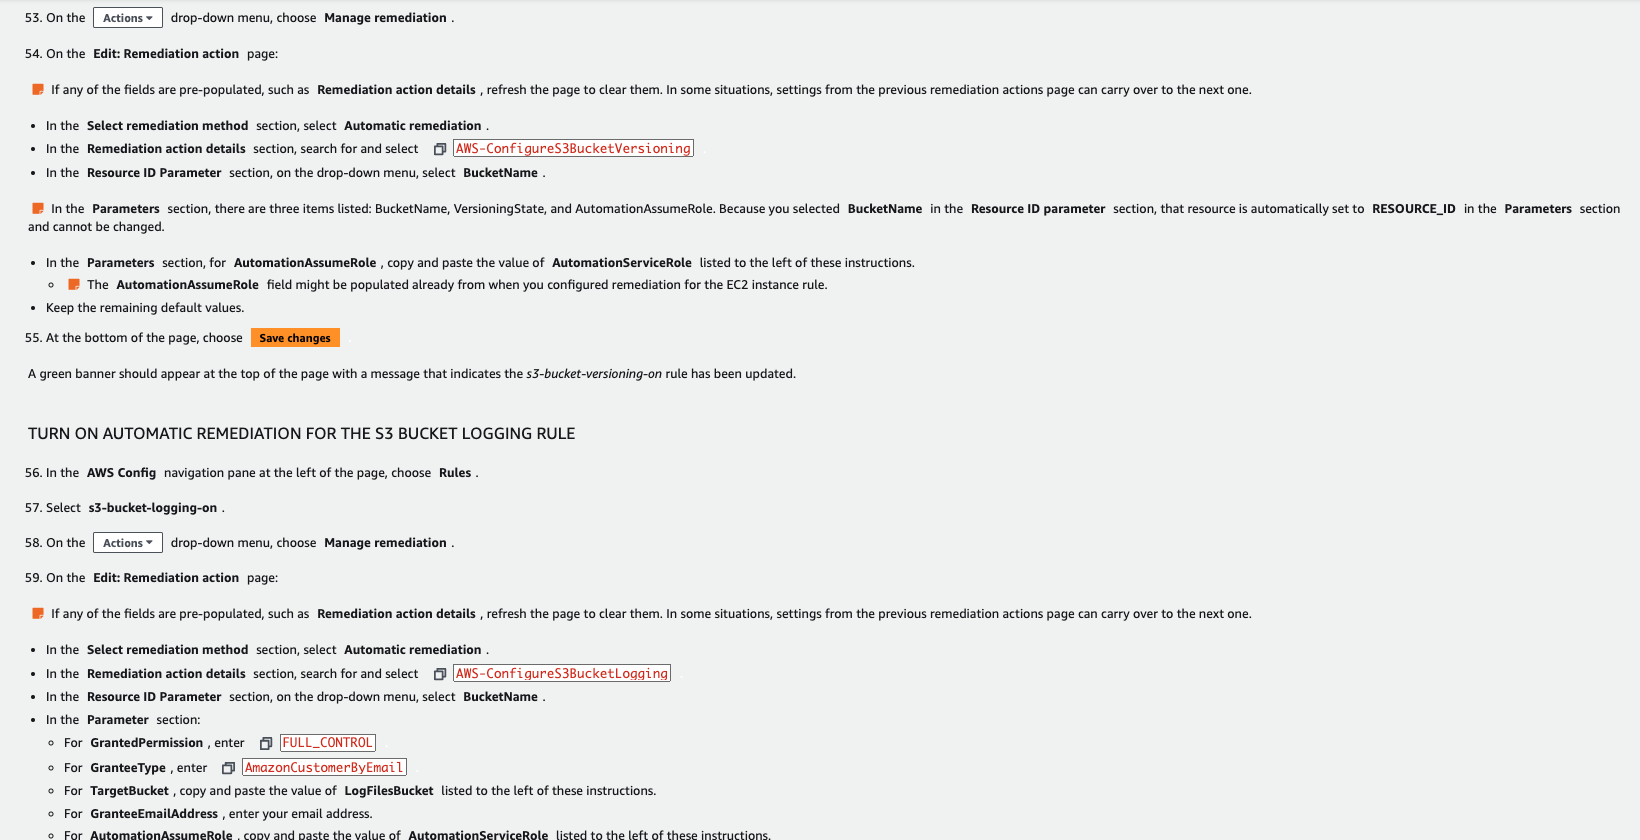 53. On the Actions drop-down menu, choose Manage remediation .
54. On the Edit: Remediation action page:
If any of the fields are pre-populated, such as Remediation action details , refresh the page to clear them. In some situations, settings from the previous remediation actions page can carry over to the next one.
• In the Select remediation method section, select Automatic remediation .
• In the Remediation action details section, search for and select AWS-ConfigureS3BucketVersioning
• In the Resource ID Parameter section, on the drop-down menu, select BucketName .
In the Parameters section, there are three items listed: BucketName, VersioningState, and AutomationAssumeRole. Because you selected BucketName in the Resource ID parameter section, that resource is automatically set to RESOURCE_ID in the Parameters section
and cannot be changed.
• In the Parameters section, for AutomationAssumeRole , copy and paste the value of AutomationServiceRole listed to the left of these instructions.
◦ The AutomationAssumeRole field might be populated already from when you configured remediation for the EC2 instance rule.
• Keep the remaining default values.
55. At the bottom of the page, choose Save changes
A green banner should appear at the top of the page with a message that indicates the s3-bucket-versioning-on rule has been updated.
TURN ON AUTOMATIC REMEDIATION FOR THE S3 BUCKET LOGGING RULE
56. In the AWS Config navigation pane at the left of the page, choose Rules .
57. Select s3-bucket-logging-on .
58. On the Actions drop-down menu, choose Manage remediation .
59. On the Edit: Remediation action page:
If any of the fields are pre-populated, such as Remediation action details , refresh the page to clear them. In some situations, settings from the previous remediation actions page can carry over to the next one.
• In the Select remediation method section, select Automatic remediation .
• In the Remediation action details section, search for and select AWS-ConfigureS3BucketLogging
• In the Resource ID Parameter section, on the drop-down menu, select BucketName .
• In the Parameter section:
◦ For GrantedPermission , enter FULL_CONTROL
◦ For GranteeType , enter AmazonCustomerByEmail
◦ For TargetBucket , copy and paste the value of LogFilesBucket listed to the left of these instructions.
◦ For GranteeEmailAddress , enter your email address.
◦ For AutomationAssumeRole , copy and paste the value of AutomationServiceRole listed to the left of these instructions.